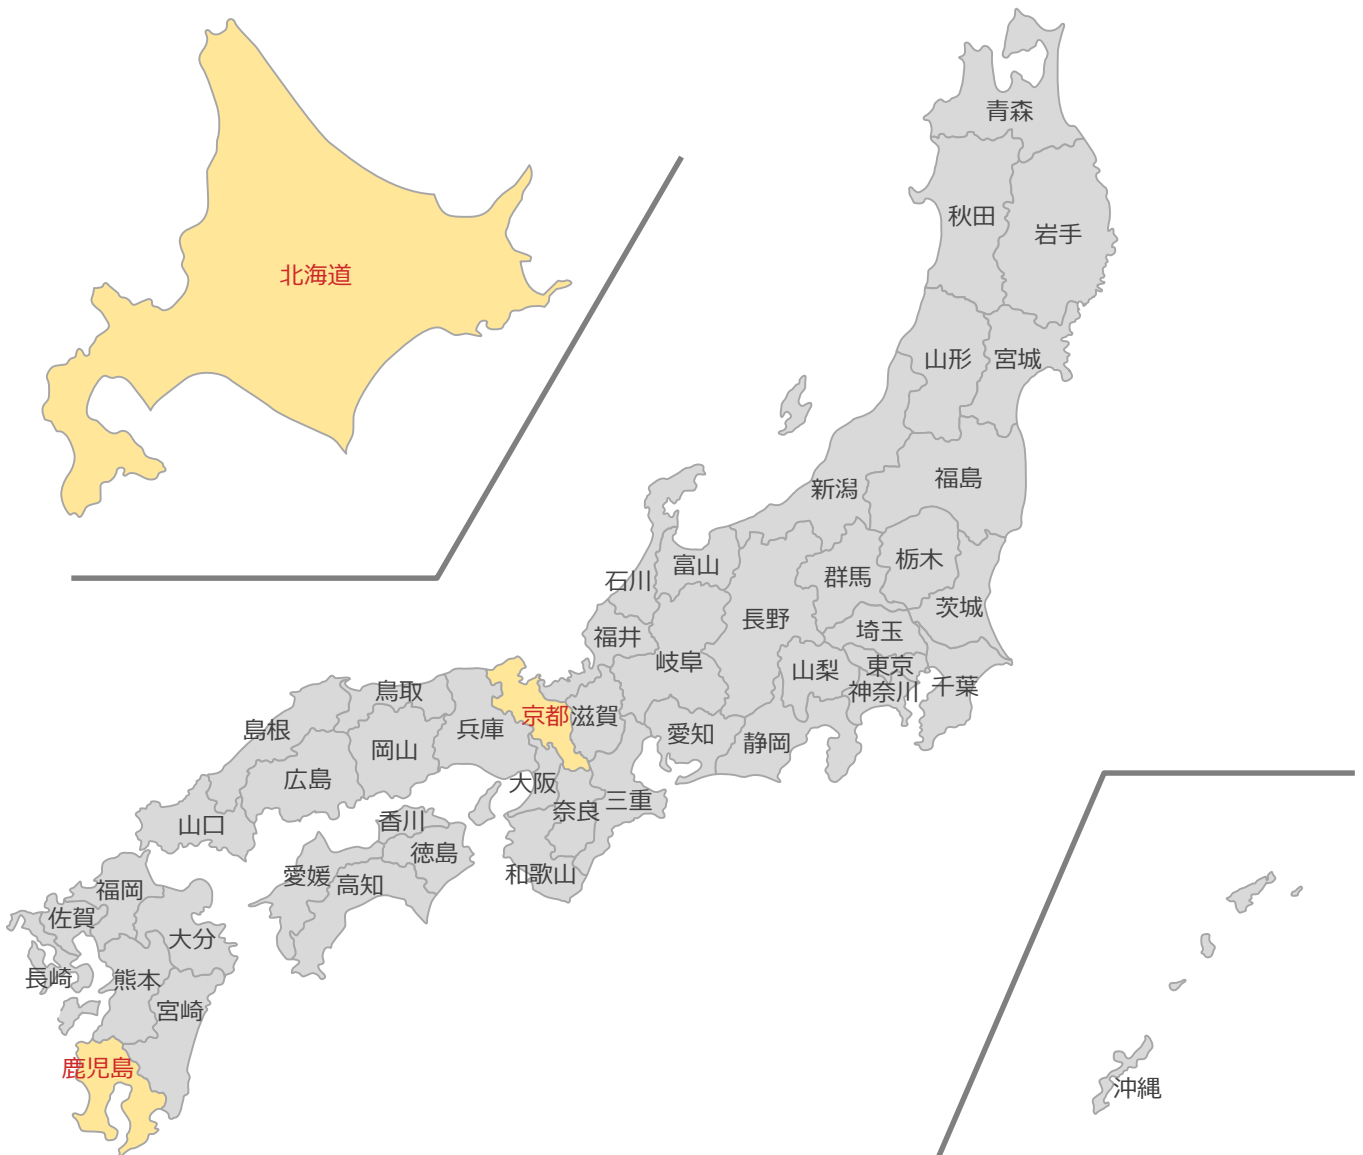 青森
秋田
岩手
北海道
山形
宮城
福島
新潟
栃木
富山
群馬
石川
茨城
長野
埼玉
福井
岐阜
東京
山梨
千葉
神奈川
鳥取
京都
滋賀
島根
兵庫
愛知
静岡
岡山
広島
大阪
三重
奈良
香川
山口
徳島
和歌山
愛媛
高知
福岡
佐賀
大分
長崎
熊本
宮崎
鹿児島
沖縄